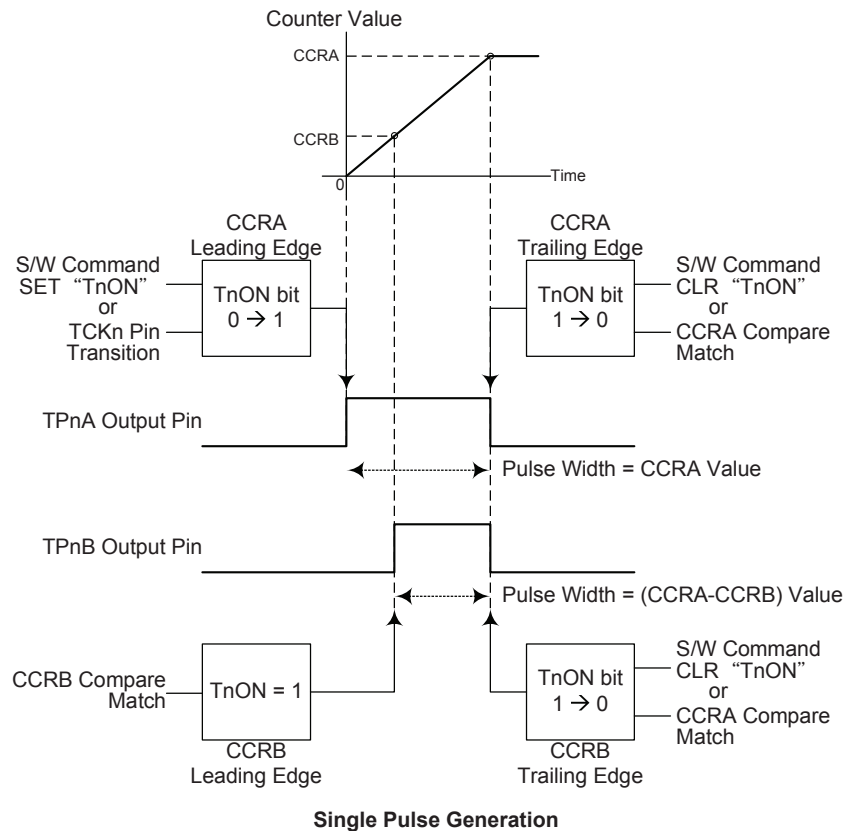 Counter Value
CCRA
CCRB
0
Time
CCRA
Leading Edge
S/W Command
SET “TnON”
or
TCKn Pin
Transition
TnON bit
0 → 1
CCRA
Trailing Edge
TnON bit
1 → 0
S/W Command
CLR “TnON”
or
CCRA Compare
Match
TPnA Output Pin
Pulse Width = CCRA Value
TPnB Output Pin
Pulse Width = (CCRA-CCRB) Value
CCRB Compare
Match
TnON = 1
CCRB
Leading Edge
TnON bit
1 → 0
CCRB
Trailing Edge
S/W Command
CLR “TnON”
or
CCRA Compare
Match
Single Pulse Generation